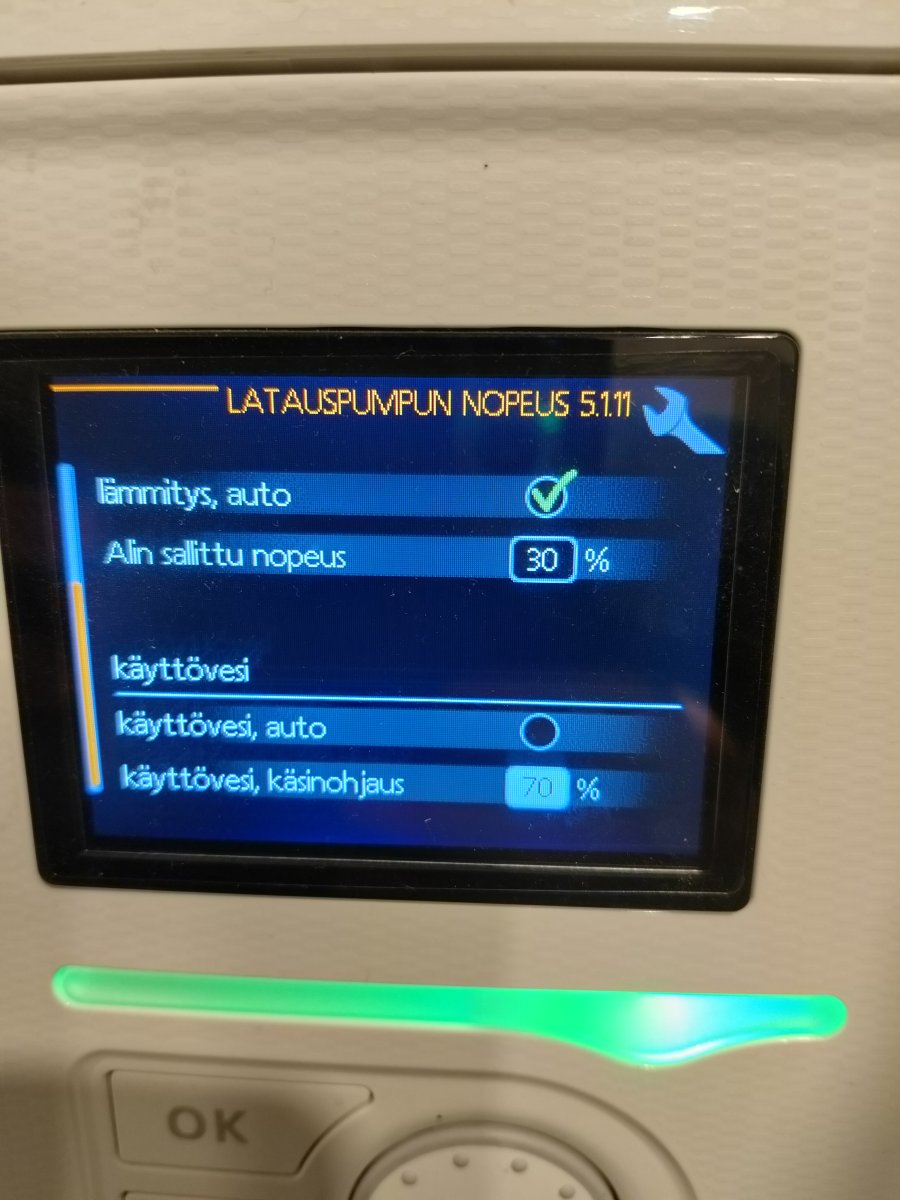 LATAUSPUMPUN NOPEUS 5.1.11
lämmitys, auto
Alin sallittu nopeus 30 %
käyttövesi
käyttövesi, auto
käyttövesi, käsinohjaus 70 %
OK